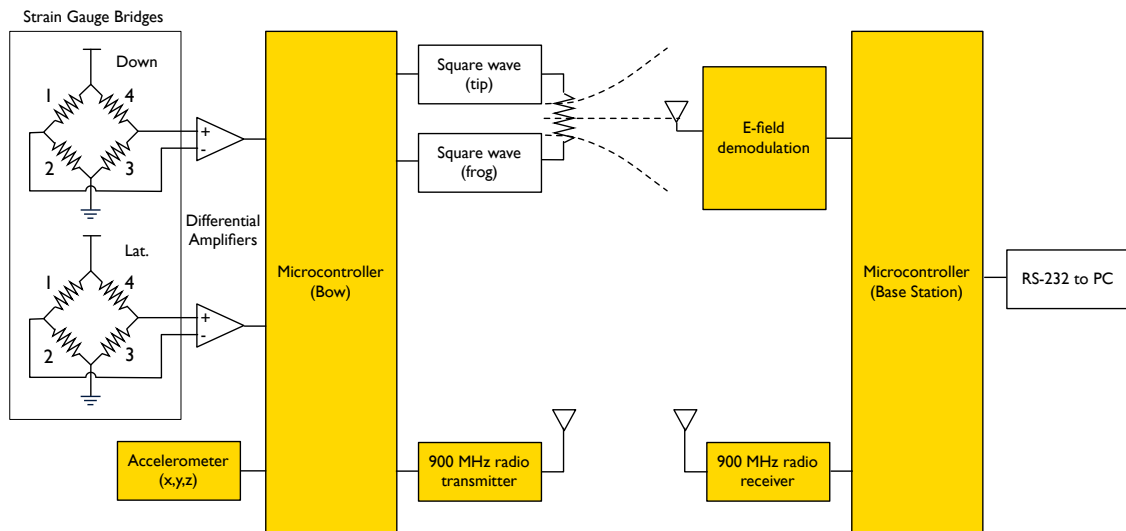 Strain Gauge Bridges
Down
1
4
2
3
+
-
Differential
Amplifiers
Lat.
1
4
2
3
+
-
Accelerometer
(x,y,z)
Microcontroller
(Bow)
Square wave
(tip)
Square wave
(frog)
900 MHz radio
transmitter
E-field
demodulation
900 MHz radio
receiver
Microcontroller
(Base Station)
RS-232 to PC